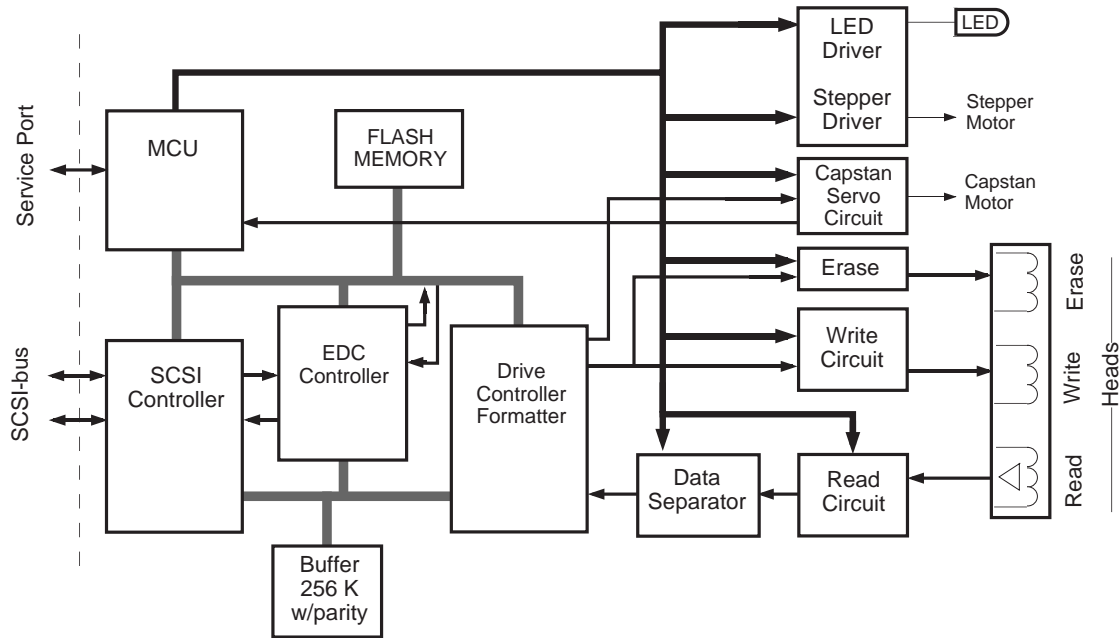 LED
Driver
LED
Stepper
Driver
Stepper
Motor
Service Port
MCU
FLASH
MEMORY
Capstan
Servo
Circuit
Capstan
Motor
Erase
Erase
SCSI-bus
SCSI
Controller
EDC
Controller
Drive
Controller
Formatter
Write
Circuit
Write
Heads
Data
Separator
Read
Circuit
Read
Buffer
256 K
w/parity